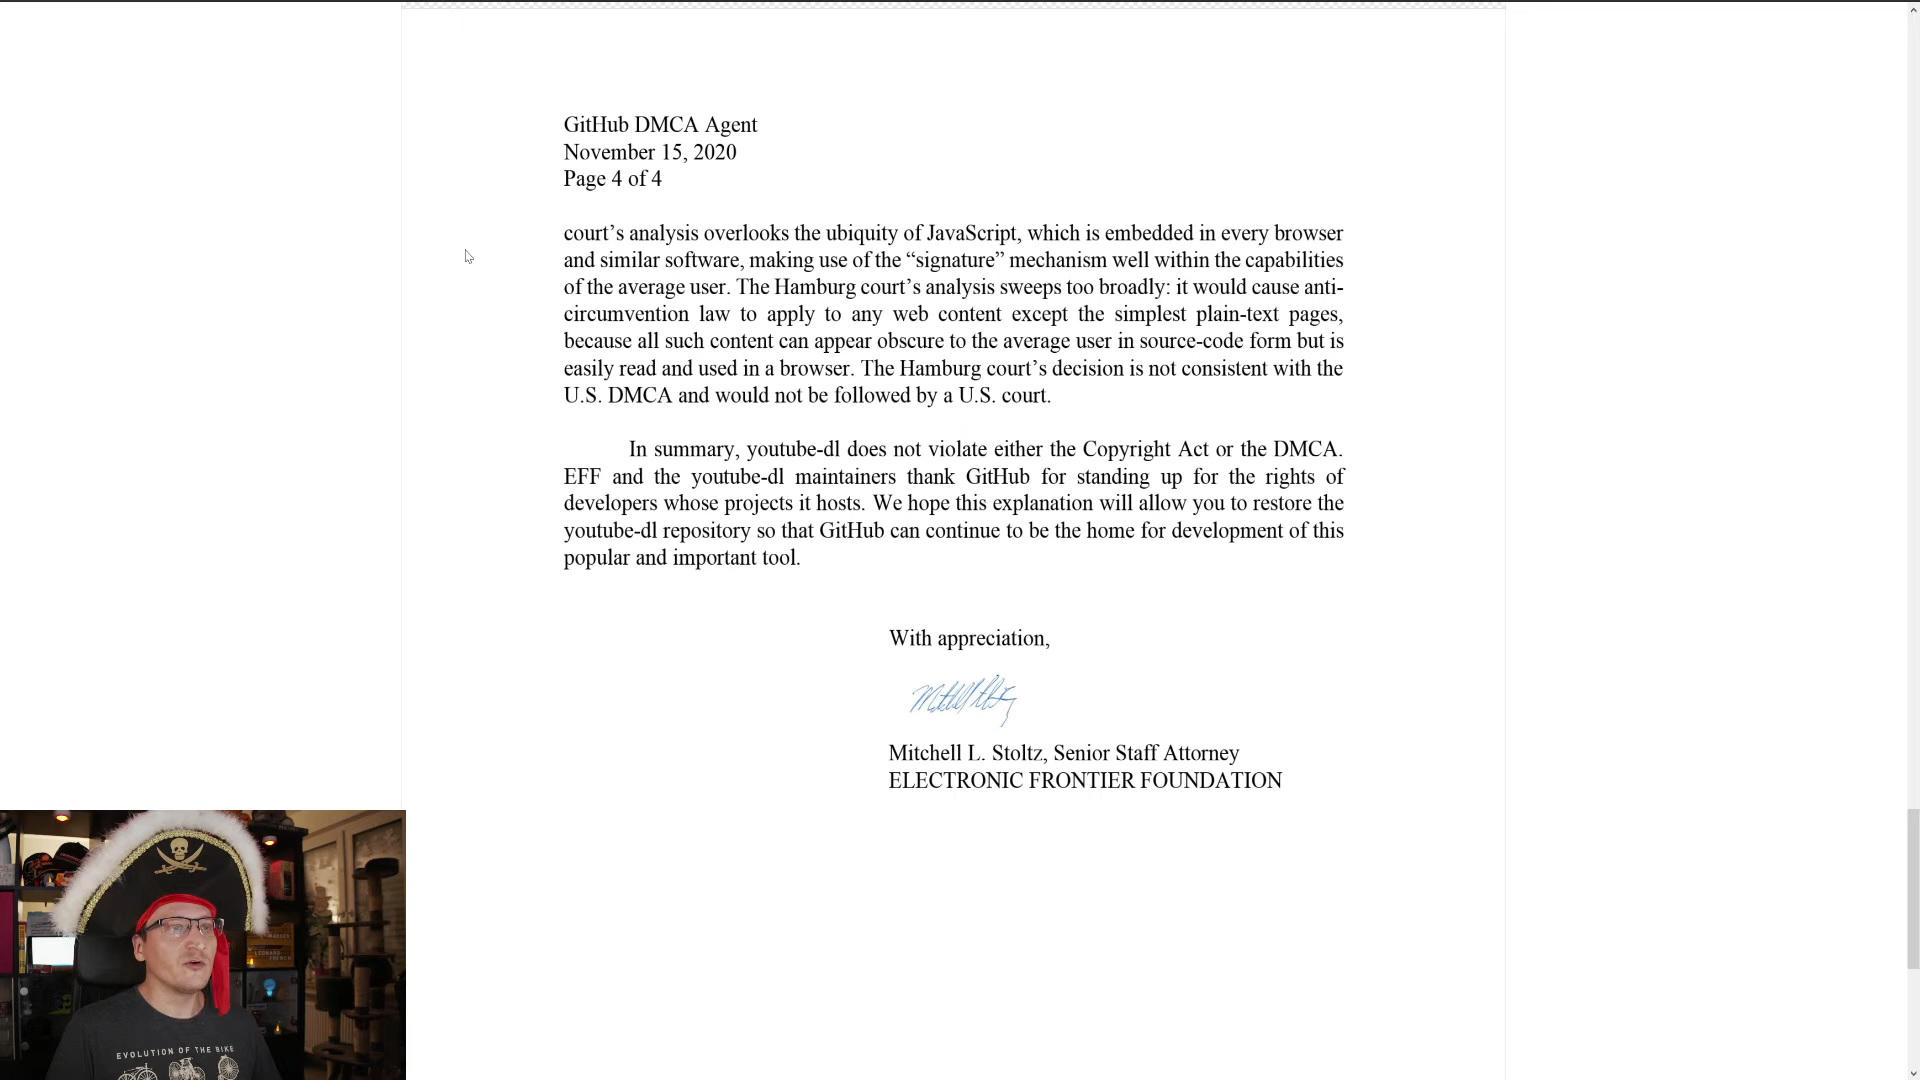 GitHub DMCA Agent
November 15, 2020
Page 4 of 4
court’s analysis overlooks the ubiquity of JavaScript, which is embedded in every browser
and similar software, making use of the “signature” mechanism well within the capabilities
of the average user. The Hamburg court’s analysis sweeps too broadly: it would cause anti-
circumvention law to apply to any web content except the simplest plain-text pages,
because all such content can appear obscure to the average user in source-code form but is
easily read and used in a browser. The Hamburg court’s decision is not consistent with the
U.S. DMCA and would not be followed by a U.S. court.
In summary, youtube-dl does not violate either the Copyright Act or the DMCA.
EFF and the youtube-dl maintainers thank GitHub for standing up for the rights of
developers whose projects it hosts. We hope this explanation will allow you to restore the
youtube-dl repository so that GitHub can continue to be the home for development of this
popular and important tool.
With appreciation,
Mitchell L. Stoltz, Senior Staff Attorney
ELECTRONIC FRONTIER FOUNDATION
EVOLUTION OF THE BIKE